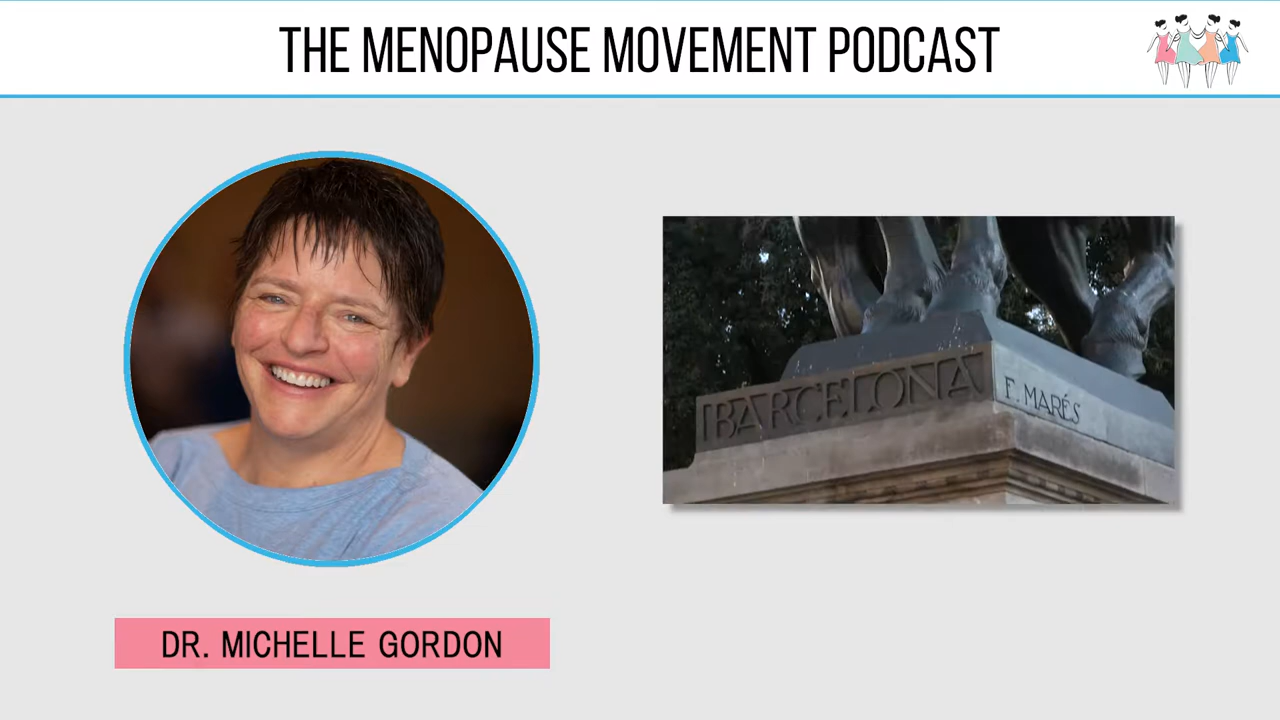 THE MENOPAUSE MOVEMENT PODCAST
BARCELONA
F. MARÉS
DR. MICHELLE GORDON